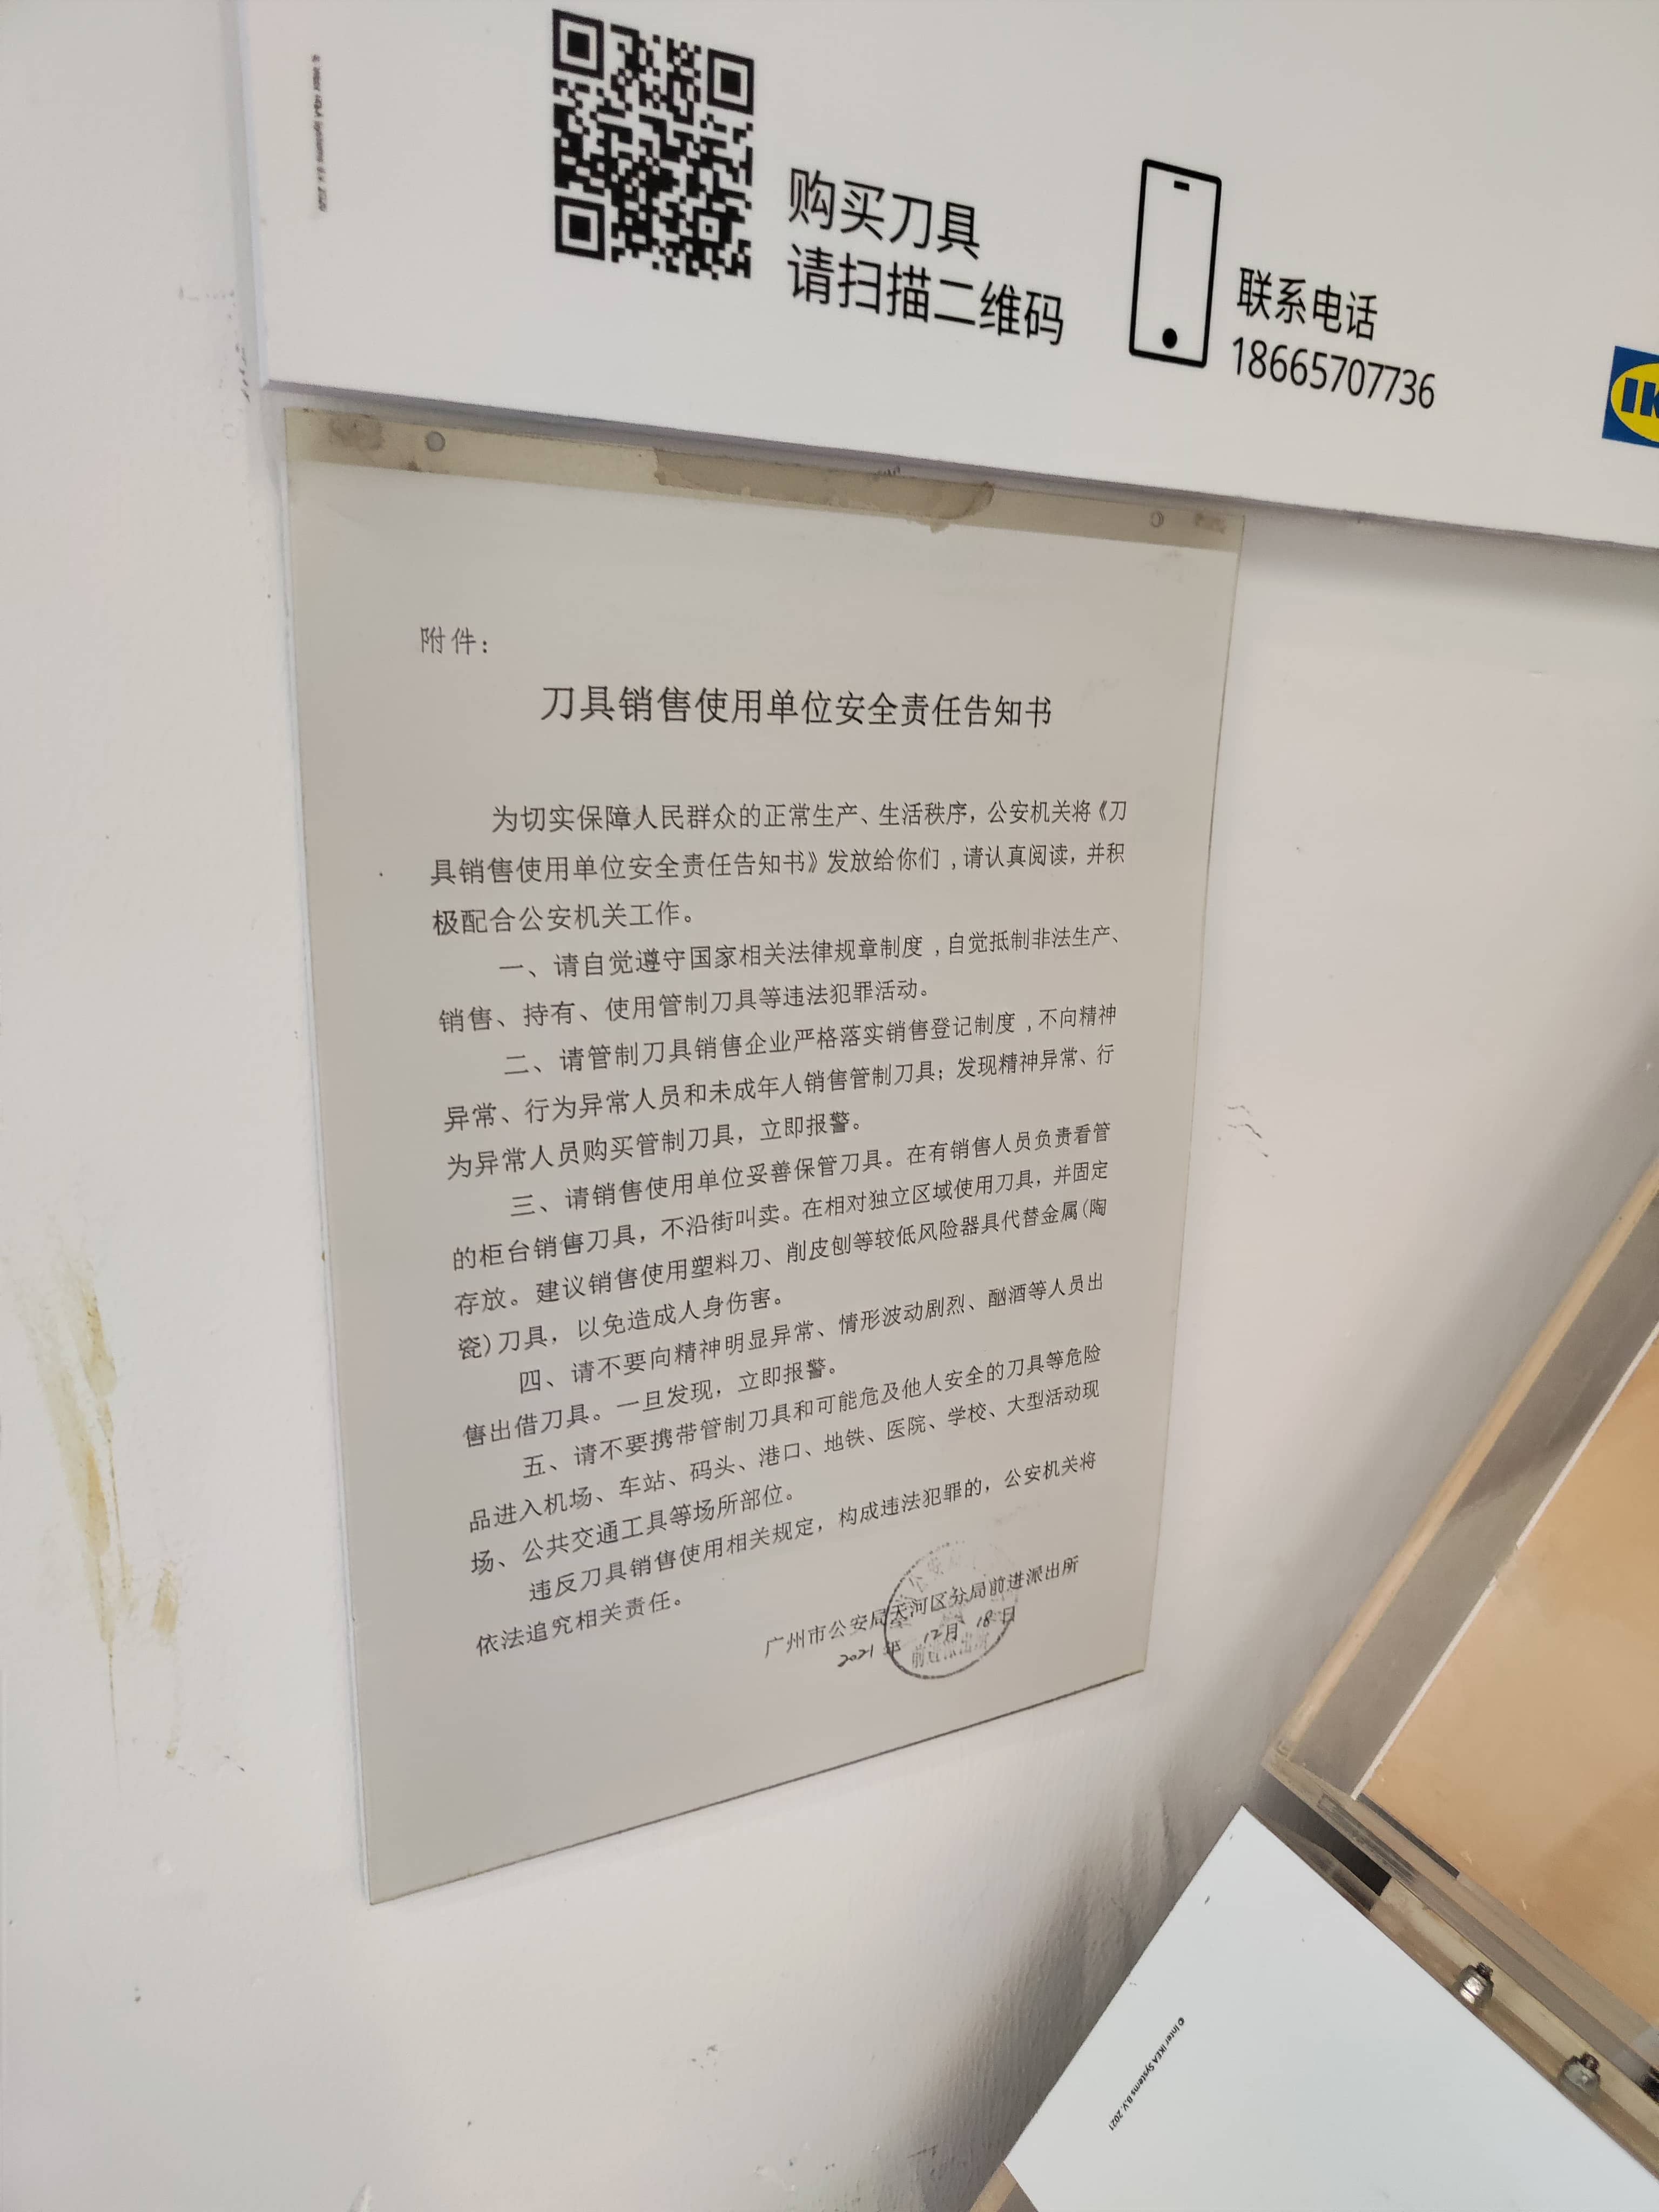 购买刀具
请扫描二维码
联系电话
18665707736
附件：
刀具销售使用单位安全责任告知书
为切实保障人民群众的正常生产、生活秩序，公安机关将《刀
具销售使用单位安全责任告知书》发放给你们，请认真阅读，并积
极配合公安机关工作。
一、请自觉遵守国家相关法律规章制度，自觉抵制非法生产、
销售、持有、使用管制刀具等违法犯罪活动。
二、请管制刀具销售企业严格落实销售登记制度，不向精神
异常、行为异常人员和未成年人销售管制刀具；发现精神异常、行
为异常人员购买管制刀具，立即报警。
三、请销售使用单位妥善保管刀具。在有销售人员负责看管
的柜台销售刀具，不沿街叫卖。在相对独立区域使用刀具，并固定
存放。建议销售使用塑料刀、削皮刨等较低风险器具代替金属(陶
瓷)刀具，以免造成人身伤害。
四、请不要向精神明显异常、情形波动剧烈、酗酒等人员出
售出借刀具。一旦发现，立即报警。
五、请不要携带管制刀具和可能危及他人安全的刀具等危险
品进入机场、车站、码头、港口、地铁、医院、学校、大型活动现
场、公共交通工具等场所部位。
违反刀具销售使用相关规定，构成违法犯罪的，公安机关将
依法追究相关责任。
广州市公安局天河区分局前进派出所
2021年 12月 18日
© Inter IKEA Systems B.V. 2021